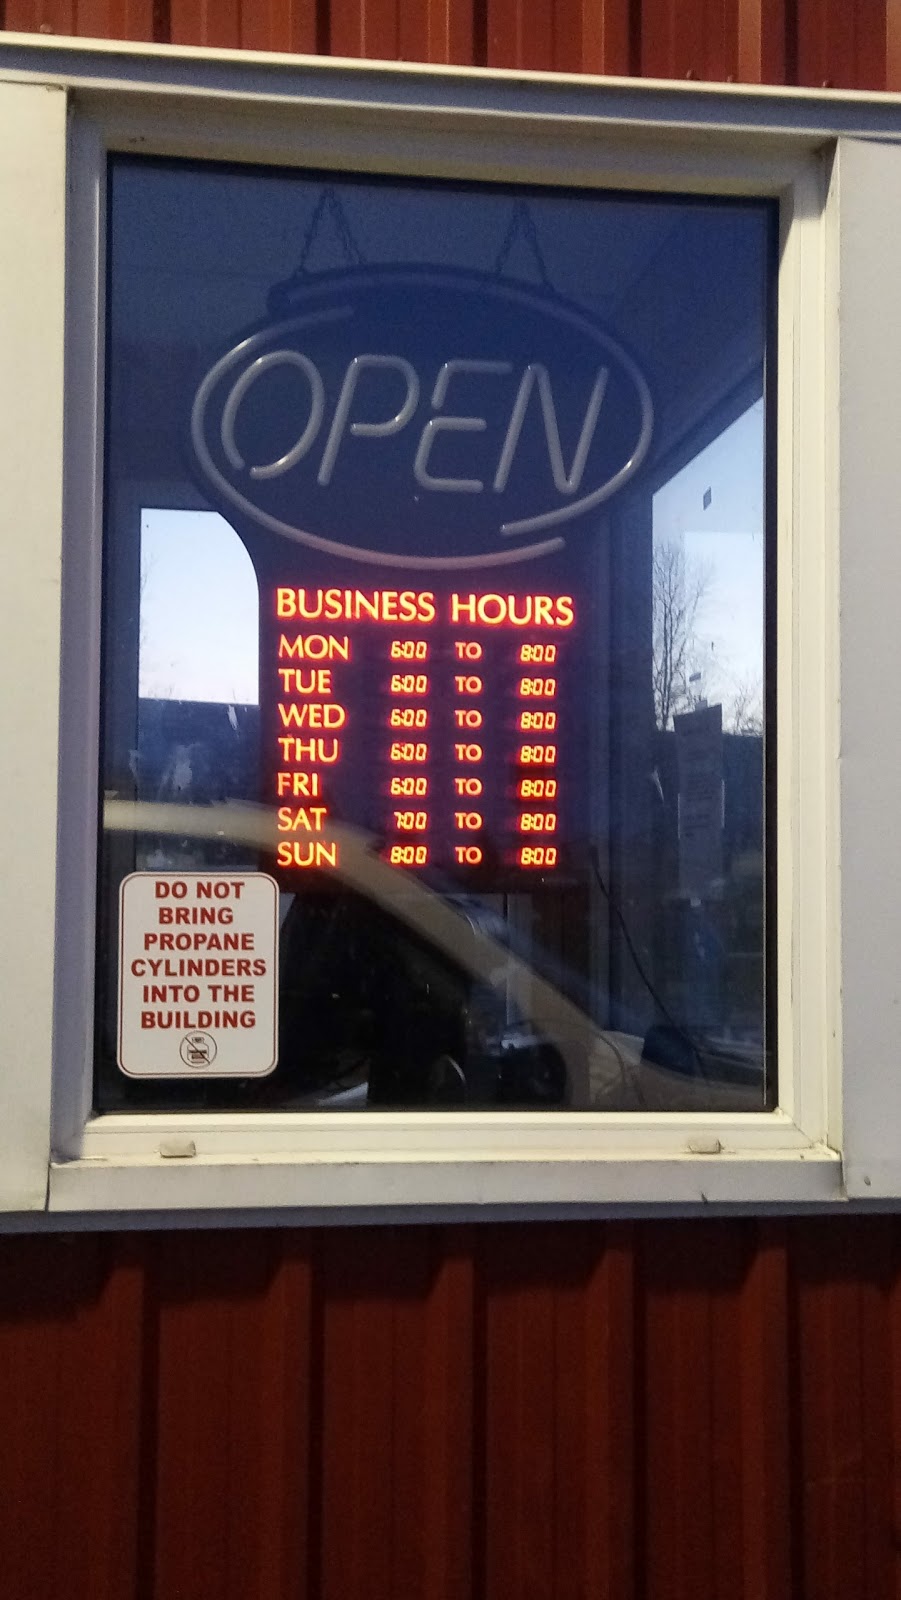 OPEN
BUSINESS HOURS
MON 6:00 TO 8:00
TUE 6:00 TO 8:00
WED 6:00 TO 8:00
THU 6:00 TO 8:00
FRI 6:00 TO 8:00
SAT 7:00 TO 8:00
SUN 8:00 TO 8:00
DO NOT
BRING
PROPANE
CYLINDERS
INTO THE
BUILDING